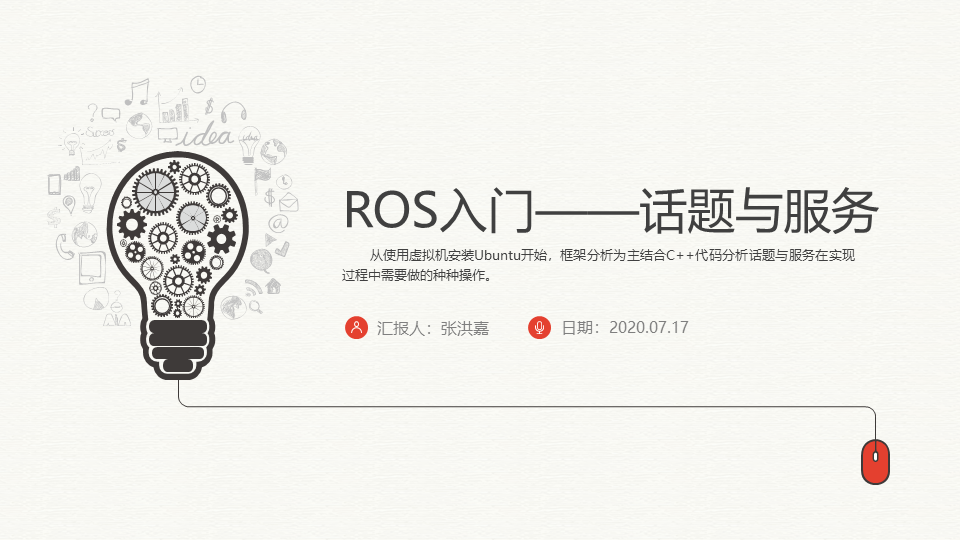 Success
idea
idea
ROS入门——话题与服务
从使用虚拟机安装Ubuntu开始，框架分析为主结合C++代码分析话题与服务在实现
过程中需要做的种种操作。
汇报人：张洪嘉
日期：2020.07.17